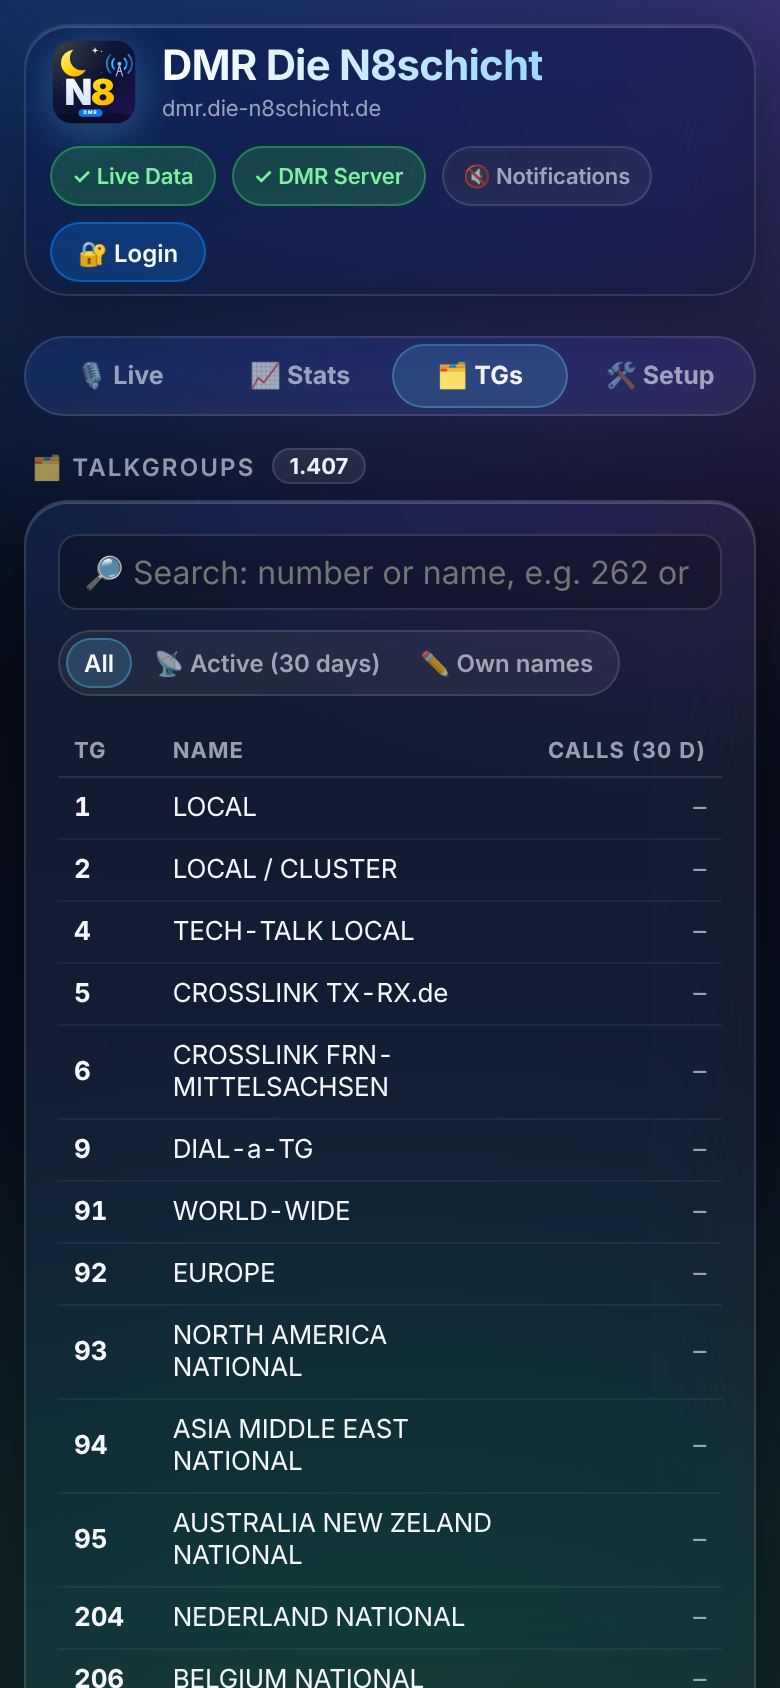 N8
DMR
DMR Die N8schicht
dmr.die-n8schicht.de
✓ Live Data
✓ DMR Server
🔇 Notifications
🔐 Login
🎙️ Live
📈 Stats
🗂️ TGs
🛠️ Setup
🗂️ TALKGROUPS 1.407
🔎 Search: number or name, e.g. 262 or
All
📡 Active (30 days)
✏️ Own names
TG NAME CALLS (30 D)
1 LOCAL –
2 LOCAL / CLUSTER –
4 TECH-TALK LOCAL –
5 CROSSLINK TX-RX.de –
6 CROSSLINK FRN-
MITTELSACHSEN –
9 DIAL-a-TG –
91 WORLD-WIDE –
92 EUROPE –
93 NORTH AMERICA
NATIONAL –
94 ASIA MIDDLE EAST
NATIONAL –
95 AUSTRALIA NEW ZELAND
NATIONAL –
204 NEDERLAND NATIONAL –
206 BELGIUM NATIONAL –